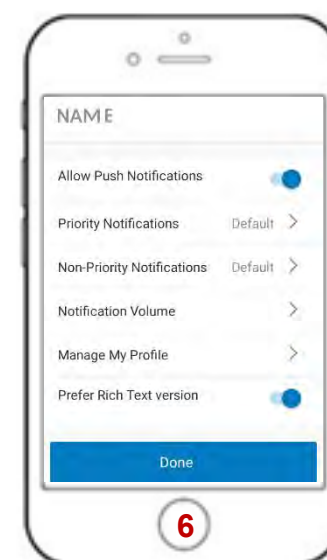 NAME
Allow Push Notifications
Priority Notifications Default
Non-Priority Notifications Default
Notification Volume
Manage My Profile
Prefer Rich Text version
Done
6